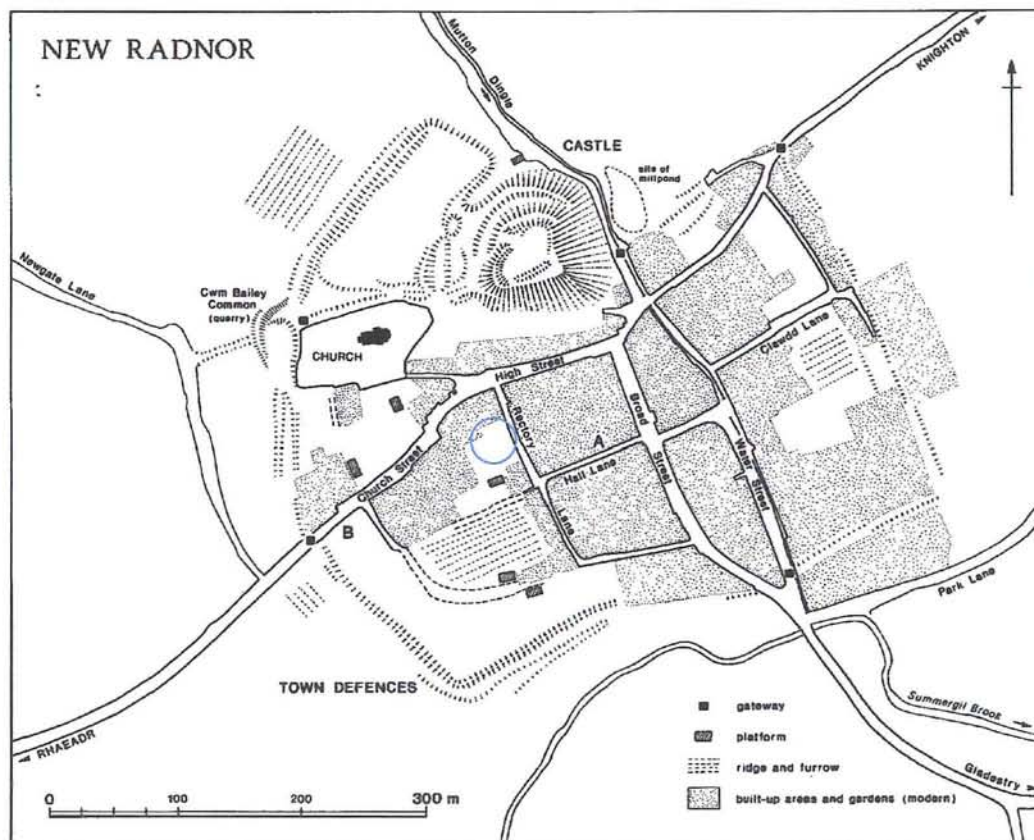 NEW RADNOR
Mutton Dingle
KNIGHTON
CASTLE
site of
millpond
Newgate Lane
Cwm Bailey
Common
(quarry)
CHURCH
High Street
Clawdd Lane
Rectory Lane
Broad Street
A
Hall Lane
Water Street
Church Street
B
Park Lane
TOWN DEFENCES
RHAEADR
Summergil Brook
Gladestry
gateway
platform
ridge and furrow
built-up areas and gardens (modern)
0 100 200 300 m